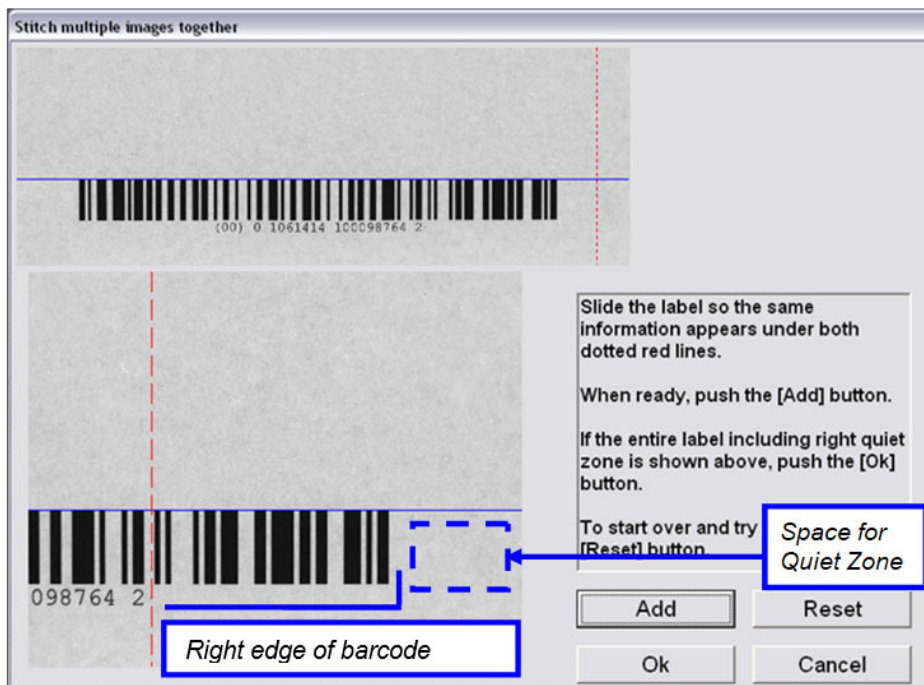 Stitch multiple images together
(00) 0 1061414 100098764 2
Slide the label so the same
information appears under both
dotted red lines.
When ready, push the [Add] button.
If the entire label including right quiet
zone is shown above, push the [Ok]
button.
To start over and try
[Reset] button.
Space for
Quiet Zone
098764 2
Right edge of barcode
Add
Reset
Ok
Cancel